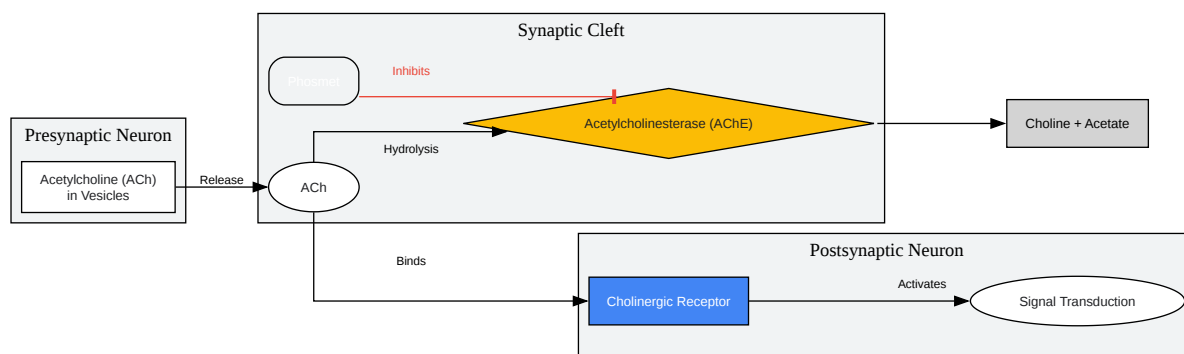 Synaptic Cleft
Phosmet
Inhibits
Acetylcholinesterase (AChE)
Choline + Acetate
Presynaptic Neuron
Hydrolysis
Acetylcholine (ACh)
in Vesicles
Release
ACh
Postsynaptic Neuron
Binds
Cholinergic Receptor
Activates
Signal Transduction